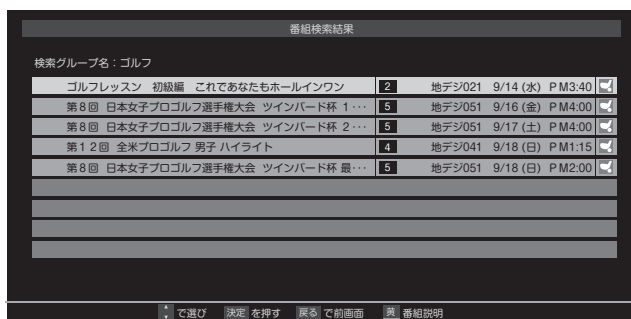 番組検索結果
検索グループ名:ゴルフ
ゴルフレッスン 初級編 これであなたもホールインワン 2 地デジ021 9/14 (水) PM3:40
第8回 日本女子プロゴルフ選手権大会 ツインバード杯 1・・・ 5 地デジ051 9/16 (金) PM4:00
第8回 日本女子プロゴルフ選手権大会 ツインバード杯 2・・・ 5 地デジ051 9/17 (土) PM4:00
第12回 全米プロゴルフ 男子 ハイライト 4 地デジ041 9/18 (日) PM1:15
第8回 日本女子プロゴルフ選手権大会 ツインバード杯 最・・・ 5 地デジ051 9/18 (日) PM2:00
で選び 決定 を押す 戻る で前画面 黄 番組説明